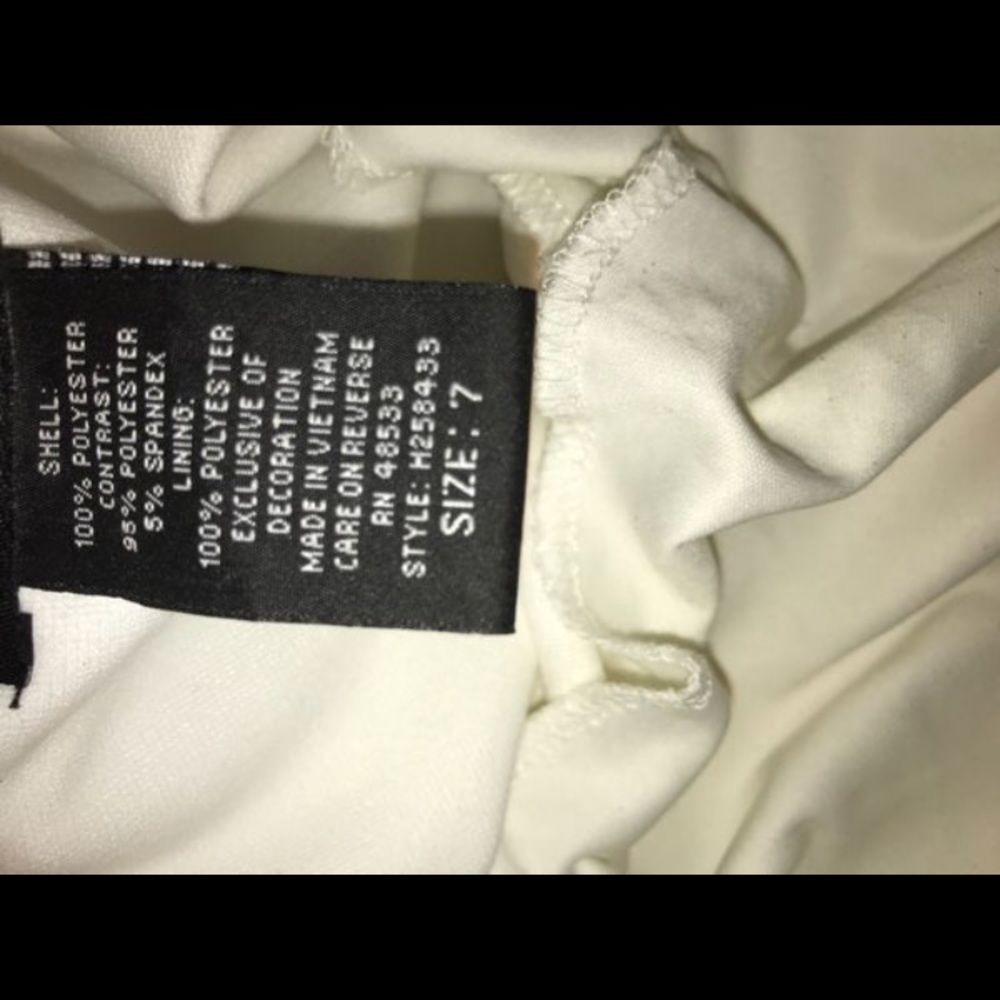 SHELL:
100% POLYESTER
CONTRAST:
95% POLYESTER
5% SPANDEX
LINING:
100% POLYESTER
EXCLUSIVE OF
DECORATION
MADE IN VIETNAM
CARE ON REVERSE
RN 48533
STYLE: H258433
SIZE: 7